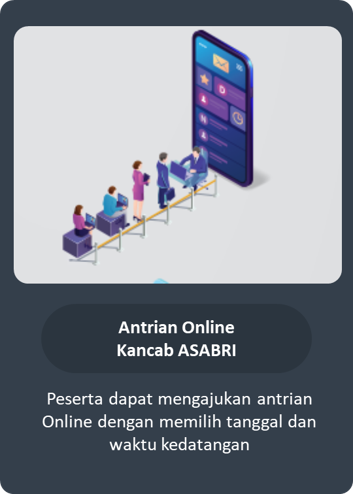 Antrian Online
Kancab ASABRI
Peserta dapat mengajukan antrian
Online dengan memilih tanggal dan
waktu kedatangan